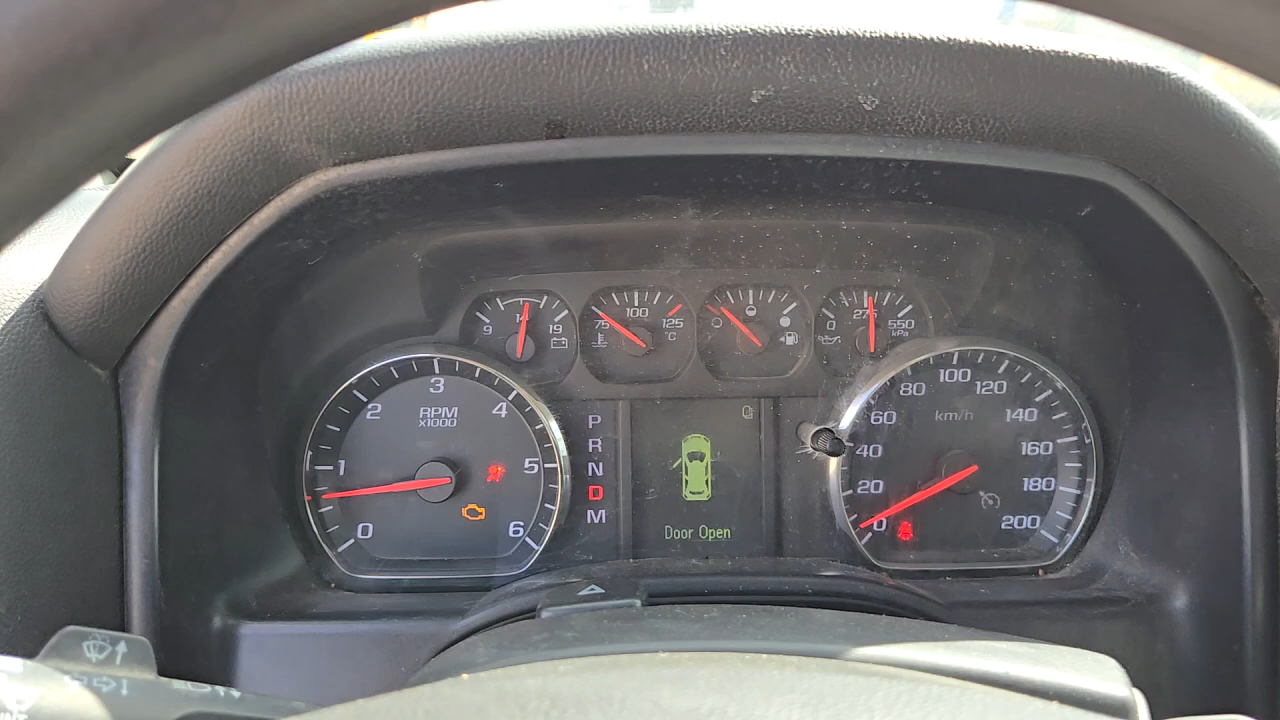 9 14 19
75 100 125 °C
0 275 550 kPa
0 1 2 3 4 5 6
RPM
x1000
P
R
N
D
M
Door Open
0 20 40 60 80 100 120 140 160 180 200
km/h